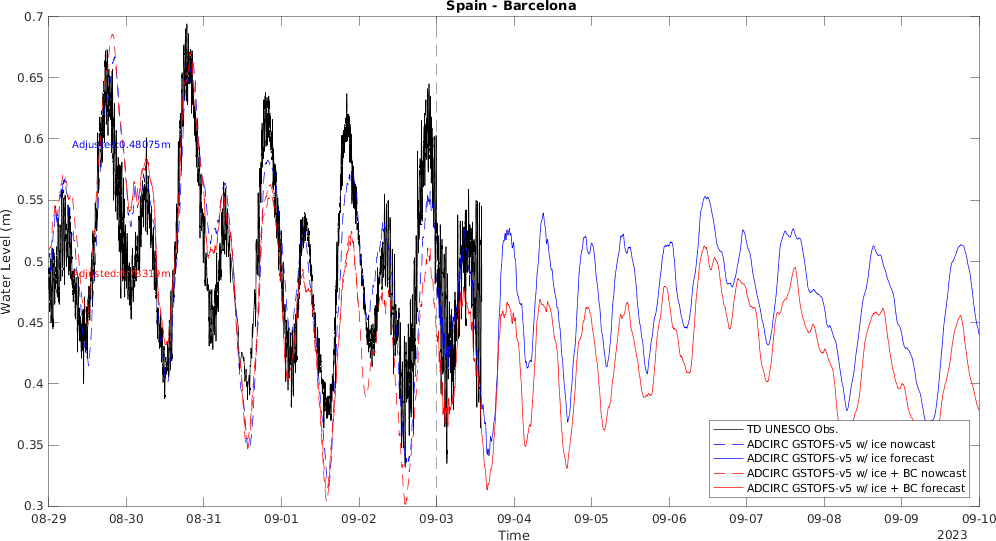 Spain - Barcelona
Water Level (m)
0.7
0.65
0.6
0.55
0.5
0.45
0.4
0.35
0.3
Adjusted:0.48075m
TD UNESCO Obs.
ADCIRC GSTOFS-v5 w/ ice nowcast
ADCIRC GSTOFS-v5 w/ ice forecast
ADCIRC GSTOFS-v5 w/ ice + BC nowcast
ADCIRC GSTOFS-v5 w/ ice + BC forecast
08-29 08-30 08-31 09-01 09-02 09-03 09-04 09-05 09-06 09-07 09-08 09-09 09-10
Time
2023